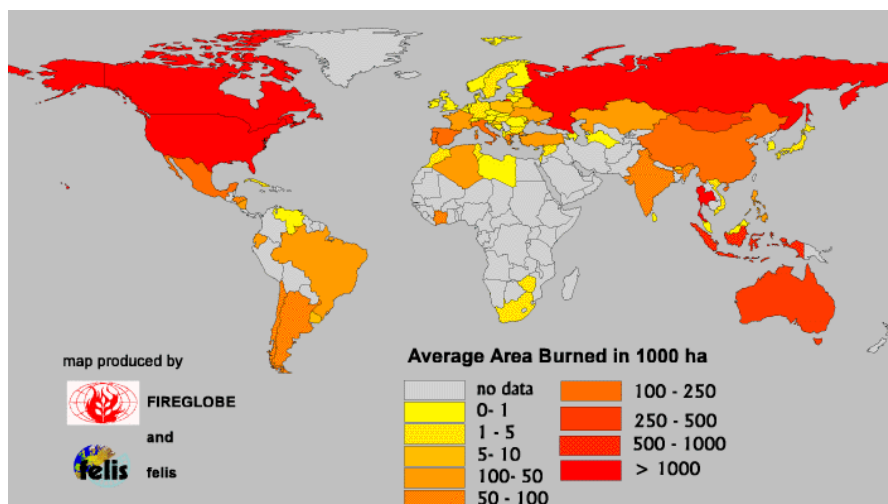 map produced by
FIREGLOBE
and
felis
felis
Average Area Burned in 1000 ha
no data
0- 1
1 - 5
5- 10
100- 50
50 - 100
100 - 250
250 - 500
500 - 1000
> 1000